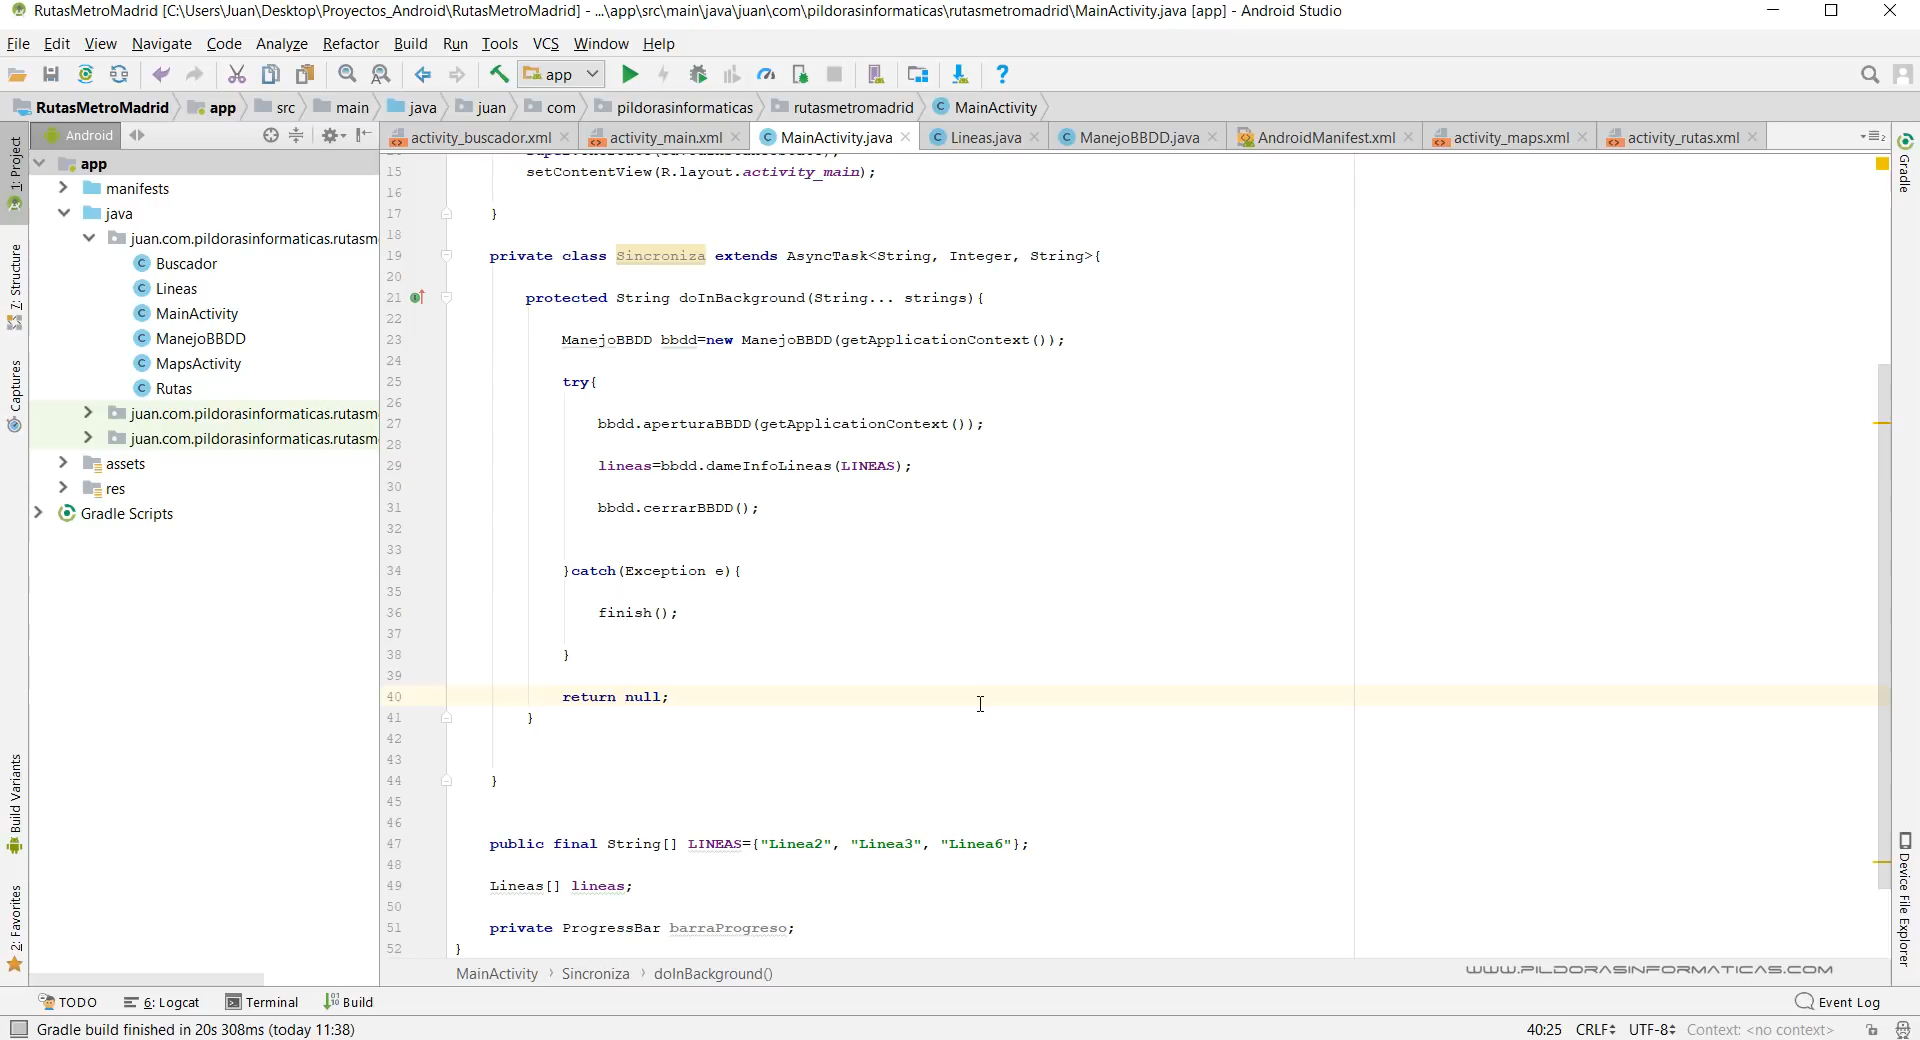 RutasMetroMadrid [C:\Users\Juan\Desktop\Proyectos_Android\RutasMetroMadrid] - ...\app\src\main\java\juan\com\pildorasinformaticas\rutasmetromadrid\MainActivity.java [app] - Android Studio
File Edit View Navigate Code Analyze Refactor Build Run Tools VCS Window Help
app
RutasMetroMadrid app src main java juan com pildorasinformaticas rutasmetromadrid MainActivity
Android
activity_buscador.xml activity_main.xml MainActivity.java Lineas.java ManejoBBDD.java AndroidManifest.xml activity_maps.xml activity_rutas.xml
1: Project
7: Structure
Captures
Build Variants
2: Favorites
app
manifests
java
juan.com.pildorasinformaticas.rutasm
Buscador
Lineas
MainActivity
ManejoBBDD
MapsActivity
Rutas
juan.com.pildorasinformaticas.rutasm
juan.com.pildorasinformaticas.rutasm
assets
res
Gradle Scripts
15 setContentView(R.layout.activity_main);
16
17 }
18
19 private class Sincroniza extends AsyncTask<String, Integer, String>{
20
21 protected String doInBackground(String... strings){
22
23 ManejoBBDD bbdd=new ManejoBBDD(getApplicationContext());
24
25 try{
26
27 bbdd.aperturaBBDD(getApplicationContext());
28
29 lineas=bbdd.dameInfoLineas(LINEAS);
30
31 bbdd.cerrarBBDD();
32
33
34 }catch(Exception e){
35
36 finish();
37
38 }
39
40 return null;
41 }
42
43
44 }
45
46
47 public final String[] LINEAS={"Linea2", "Linea3", "Linea6"};
48
49 Lineas[] lineas;
50
51 private ProgressBar barraProgreso;
52 }
MainActivity › Sincroniza › doInBackground()
WWW.PILDORASINFORMATICAS.COM
Gradle
Device File Explorer
TODO 6: Logcat Terminal Build Event Log
Gradle build finished in 20s 308ms (today 11:38) 40:25 CRLF UTF-8 Context: <no context>